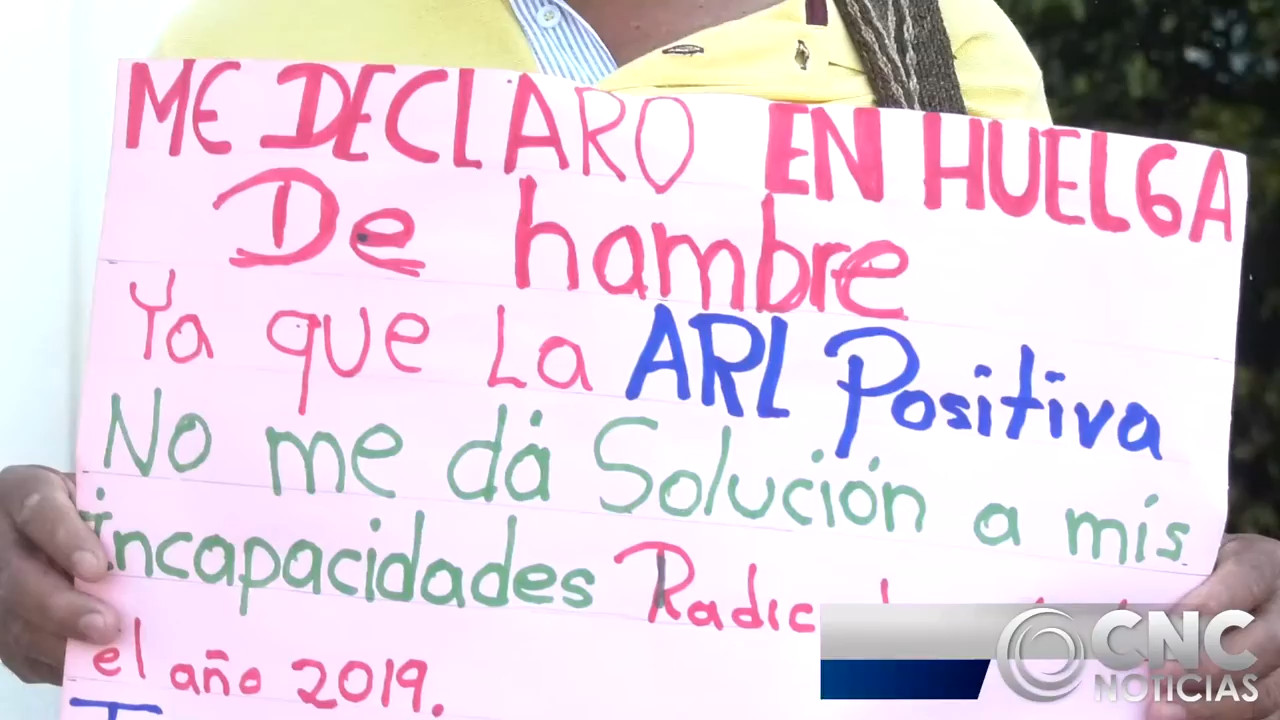 ME DECLARO EN HUELGA
De hambre
Ya que La ARL Positiva
No me dá Solución a mis
incapacidades
el año 2019.
CNC
NOTICIAS